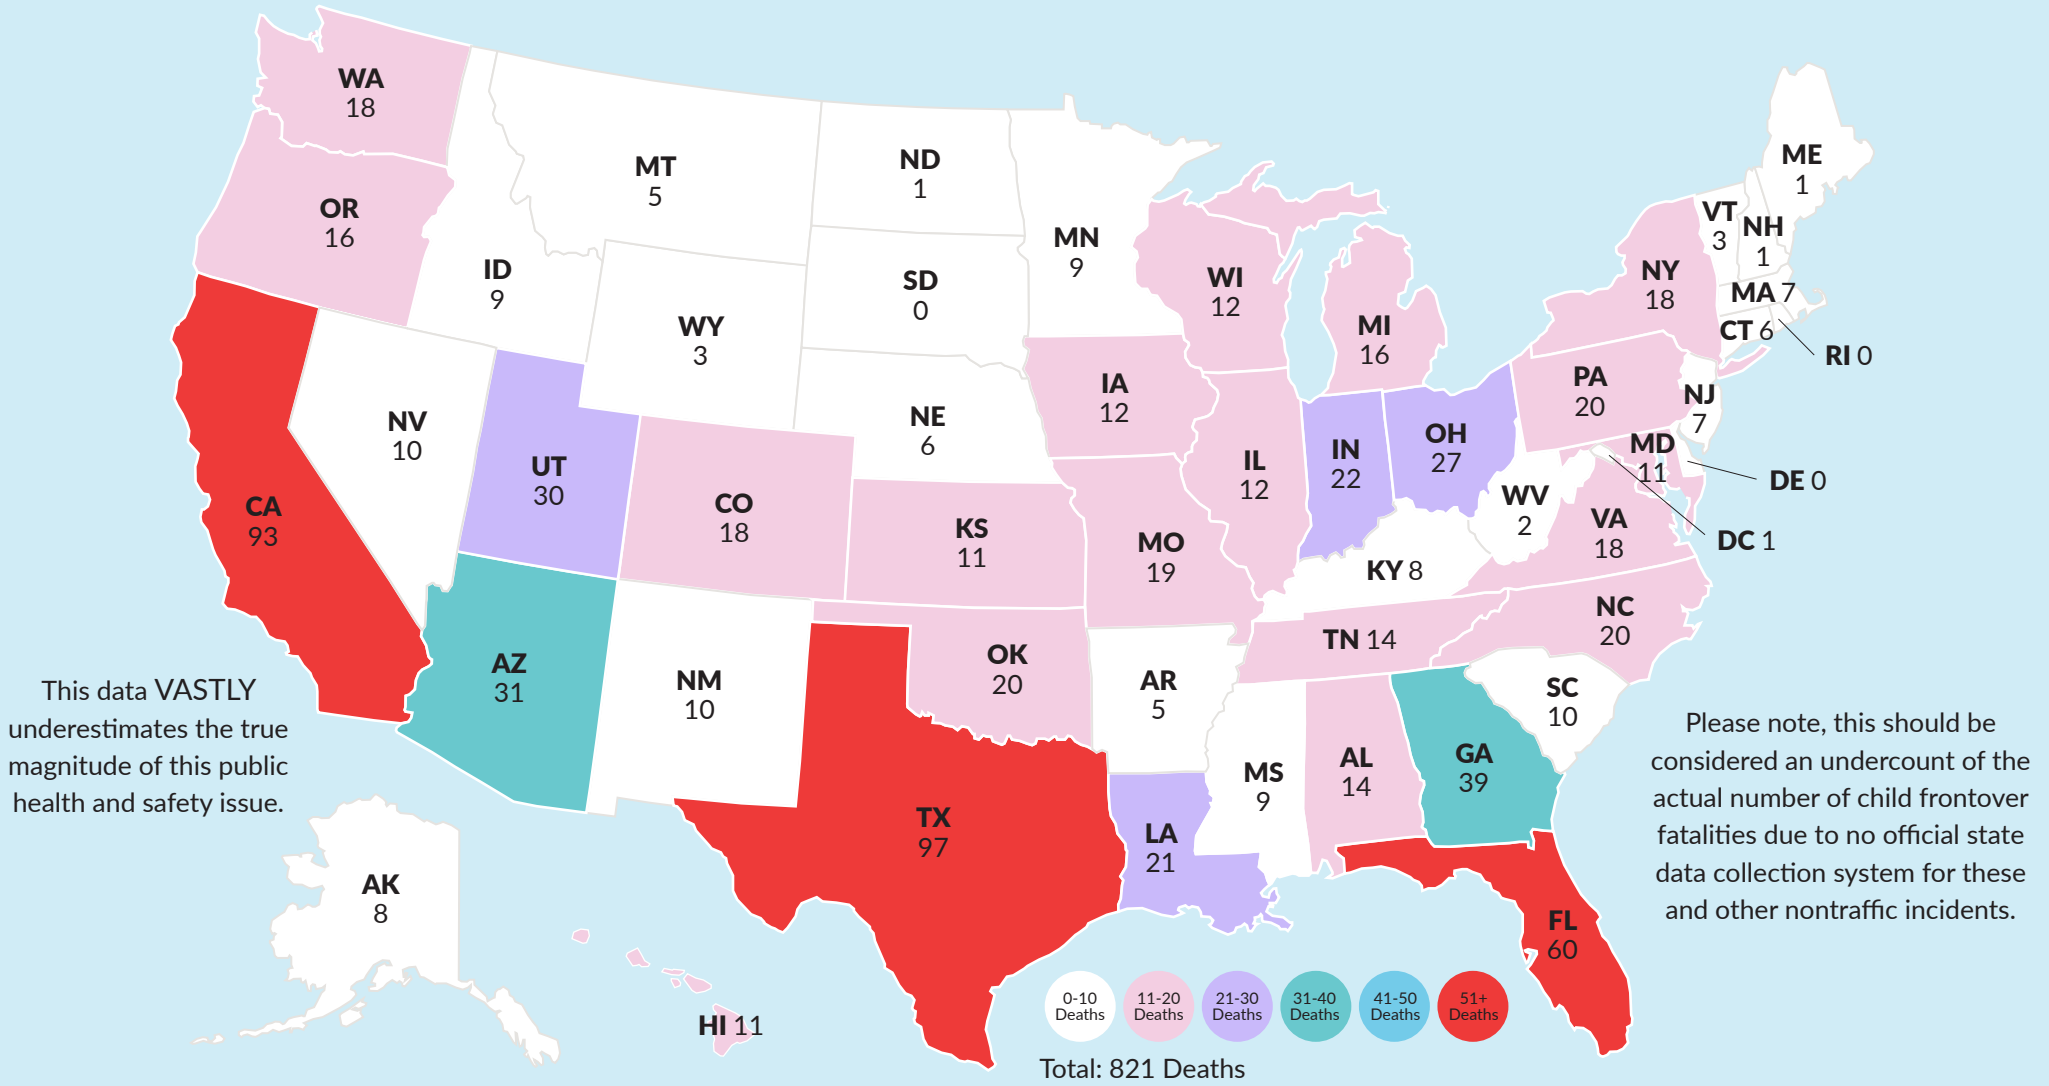 WA
18
OR
16
CA
93
ID
9
NV
10
MT
5
WY
3
UT
30
AZ
31
CO
18
NM
10
ND
1
SD
0
NE
6
KS
11
OK
20
TX
97
MN
9
IA
12
MO
19
AR
5
LA
21
WI
12
IL
12
MI
16
IN
22
OH
27
KY 8
TN 14
MS
9
AL
14
GA
39
FL
60
SC
10
NC
20
VA
18
WV
2
MD
11
DC 1
DE 0
PA
20
NJ
7
NY
18
CT 6
RI 0
MA 7
VT
3
NH
1
ME
1
AK
8
HI 11
This data VASTLY
underestimates the true
magnitude of this public
health and safety issue.
Please note, this should be
considered an undercount of the
actual number of child frontover
fatalities due to no official state
data collection system for these
and other nontraffic incidents.
0-10
Deaths
11-20
Deaths
21-30
Deaths
31-40
Deaths
41-50
Deaths
51+
Deaths
Total: 821 Deaths